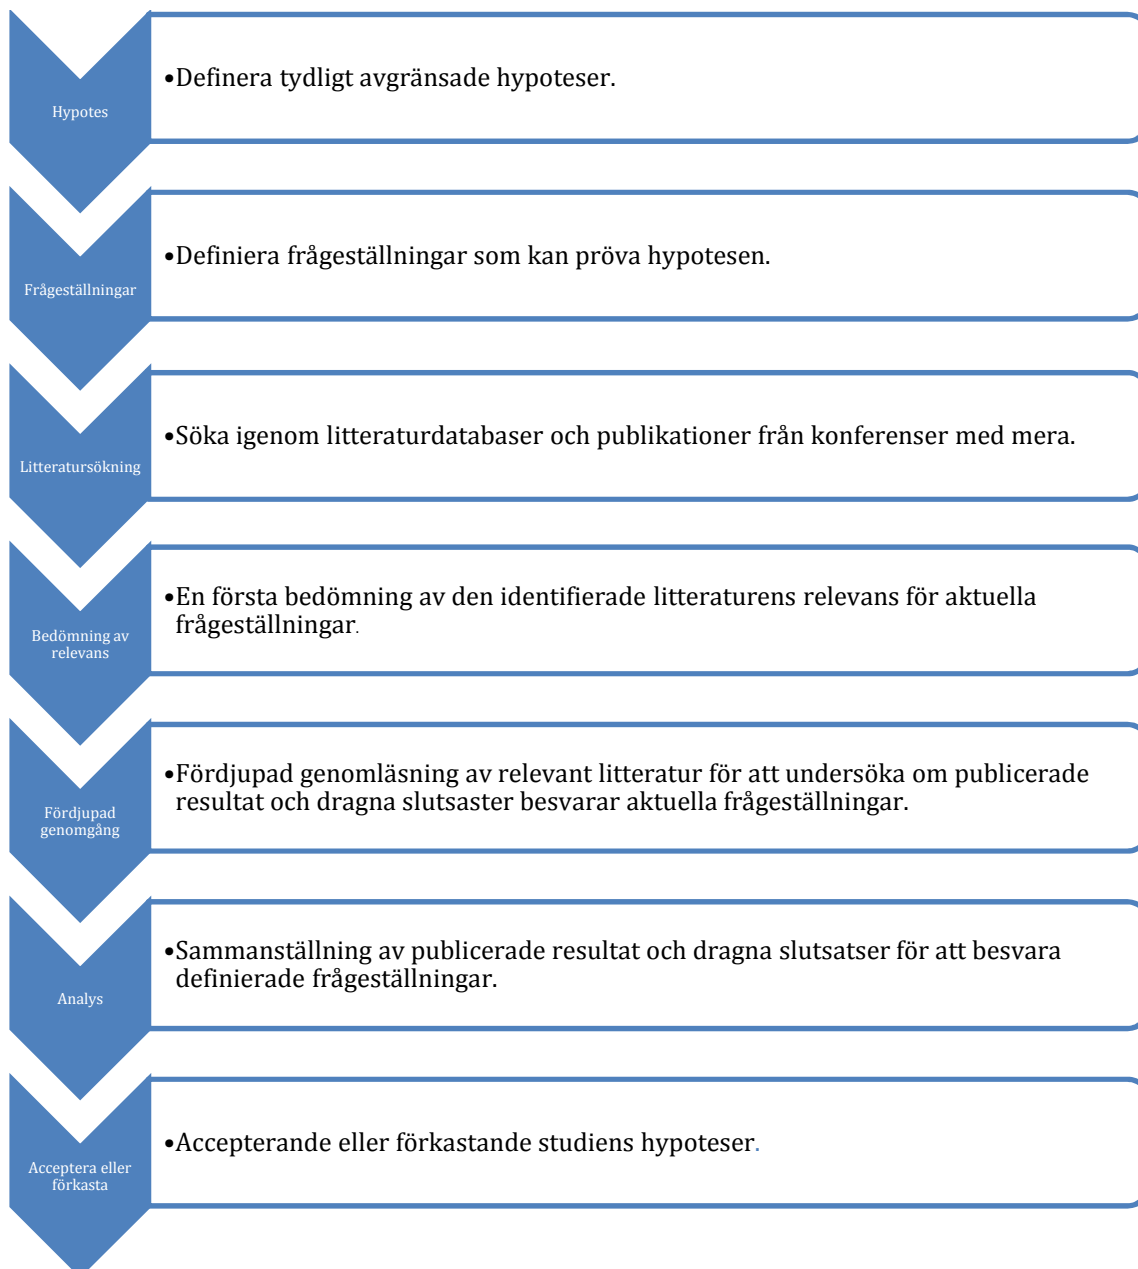 Hypotes
•Definera tydligt avgränsade hypoteser.
Frågeställningar
•Definiera frågeställningar som kan pröva hypotesen.
Litteratursökning
•Söka igenom litteraturdatabaser och publikationer från konferenser med mera.
Bedömning av
relevans
•En första bedömning av den identifierade litteraturens relevans för aktuella
frågeställningar.
Fördjupad
genomgång
•Fördjupad genomläsning av relevant litteratur för att undersöka om publicerade
resultat och dragna slutsaster besvarar aktuella frågeställningar.
Analys
•Sammanställning av publicerade resultat och dragna slutsatser för att besvara
definierade frågeställningar.
Acceptera eller
förkasta
•Accepterande eller förkastande studiens hypoteser.